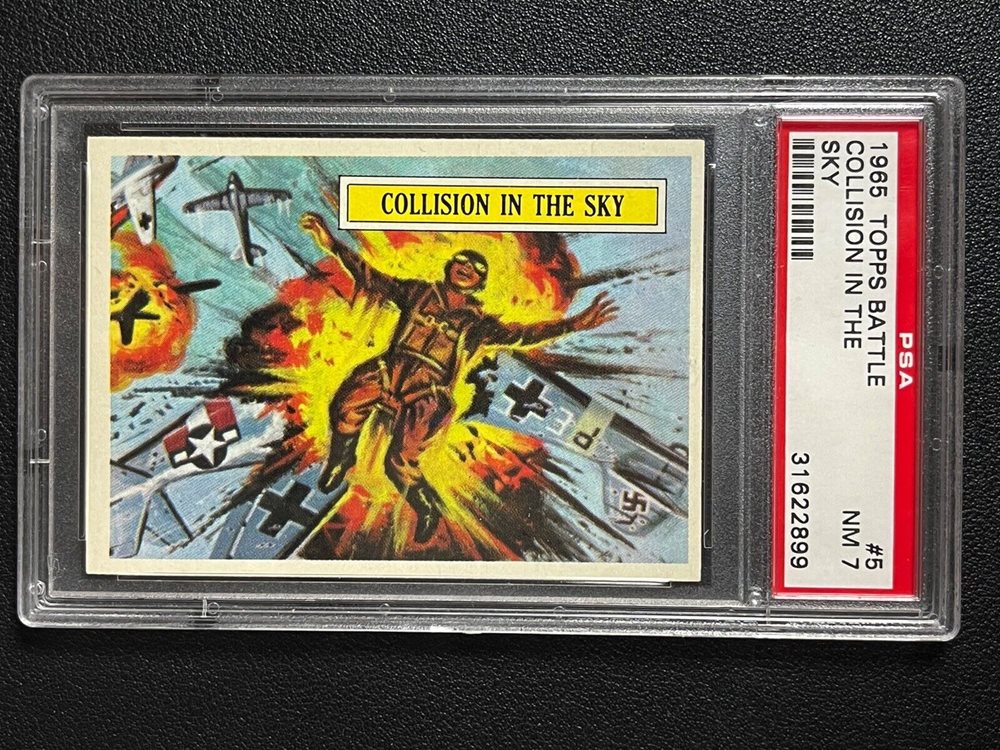 COLLISION IN THE SKY
1965 TOPPS BATTLE #5
COLLISION IN THE NM 7
SKY 31622899
PSA